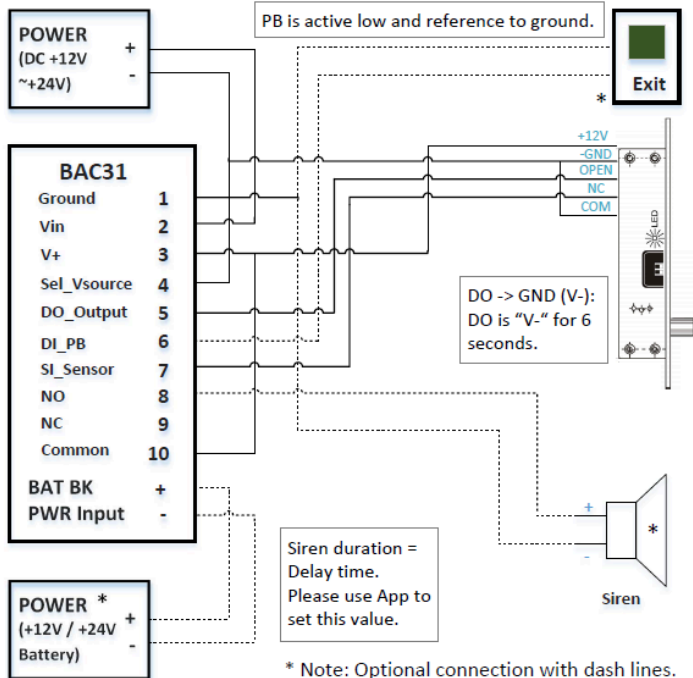 PB is active low and reference to ground.
POWER
(DC +12V
~+24V)
+
-
Exit
*
BAC31
Ground 1
Vin 2
V+ 3
Sel_Vsource 4
DO_Output 5
DI_PB 6
SI_Sensor 7
NO 8
NC 9
Common 10
BAT BK +
PWR Input -
+12V
-GND
OPEN
NC
COM
LED
DO -> GND (V-):
DO is "V-" for 6
seconds.
Siren duration =
Delay time.
Please use App to
set this value.
+
-
*
Siren
POWER *
(+12V / +24V
Battery)
+
-
* Note: Optional connection with dash lines.